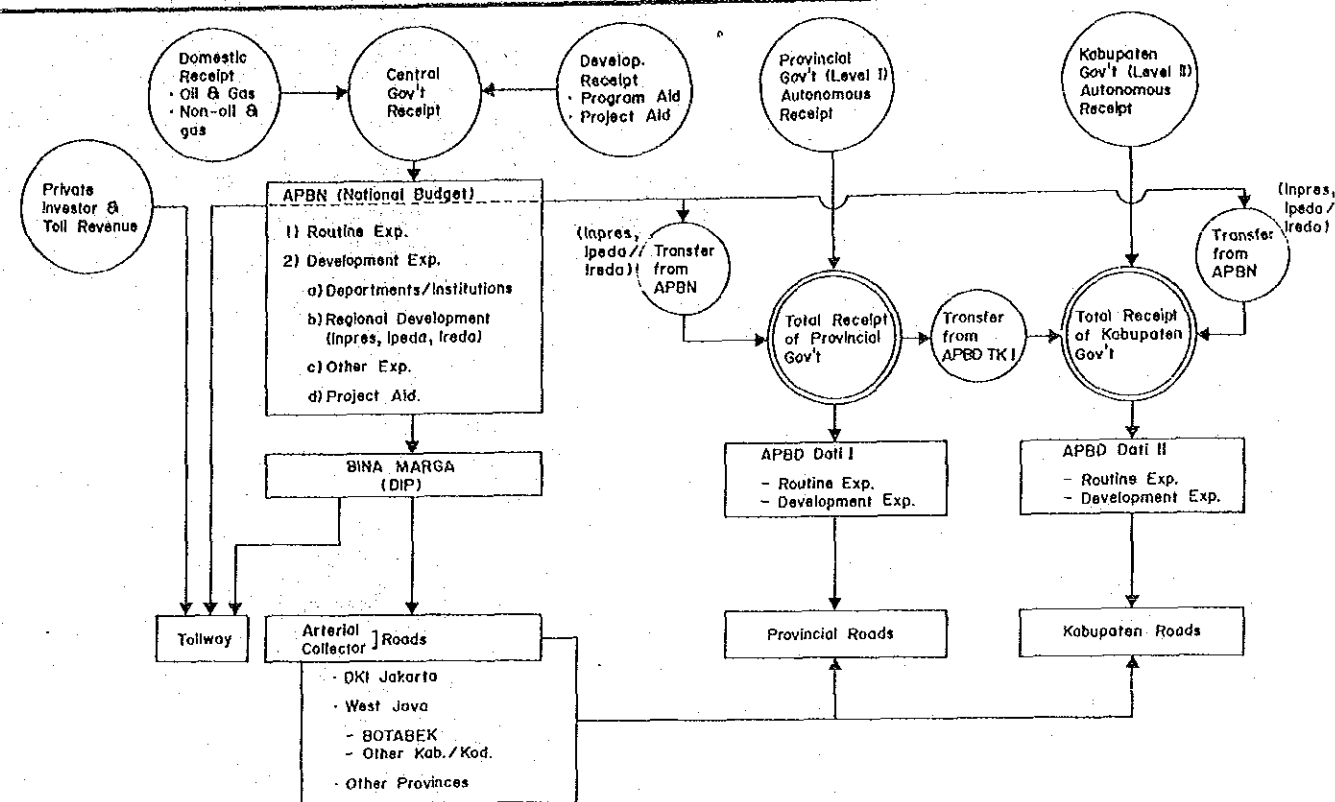 Domestic
Receipt
· Oil & Gas
· Non-oil &
gas
Central
Gov't
Receipt
Develop.
Receipt
· Program Aid
· Project Aid
Provincial
Gov't (Level I)
Autonomous
Receipt
Kabupaten
Gov't (Level II)
Autonomous
Receipt
Private
Investor &
Toll Revenue
APBN (National Budget)
1) Routine Exp.
2) Development Exp.
a) Departments/Institutions
b) Regional Development
(Inpres, Ipeda, Ireda)
c) Other Exp.
d) Project Aid.
(Inpres,
Ipeda /
Ireda)
Transfer
from
APBN
Total Receipt
of Provincial
Gov't
Transfer
from
APBD TK I
Total Receipt
of Kabupaten
Gov't
(Inpres,
Ipeda /
Ireda)
Transfer
from
APBN
BINA MARGA
(DIP)
APBD Dati I
- Routine Exp.
- Development Exp.
APBD Dati II
- Routine Exp.
- Development Exp.
Tollway
Arterial
Collector ] Roads
· DKI Jakarta
· West Java
- BOTABEK
- Other Kab./Kod.
· Other Provinces
Provincial Roads
Kabupaten Roads